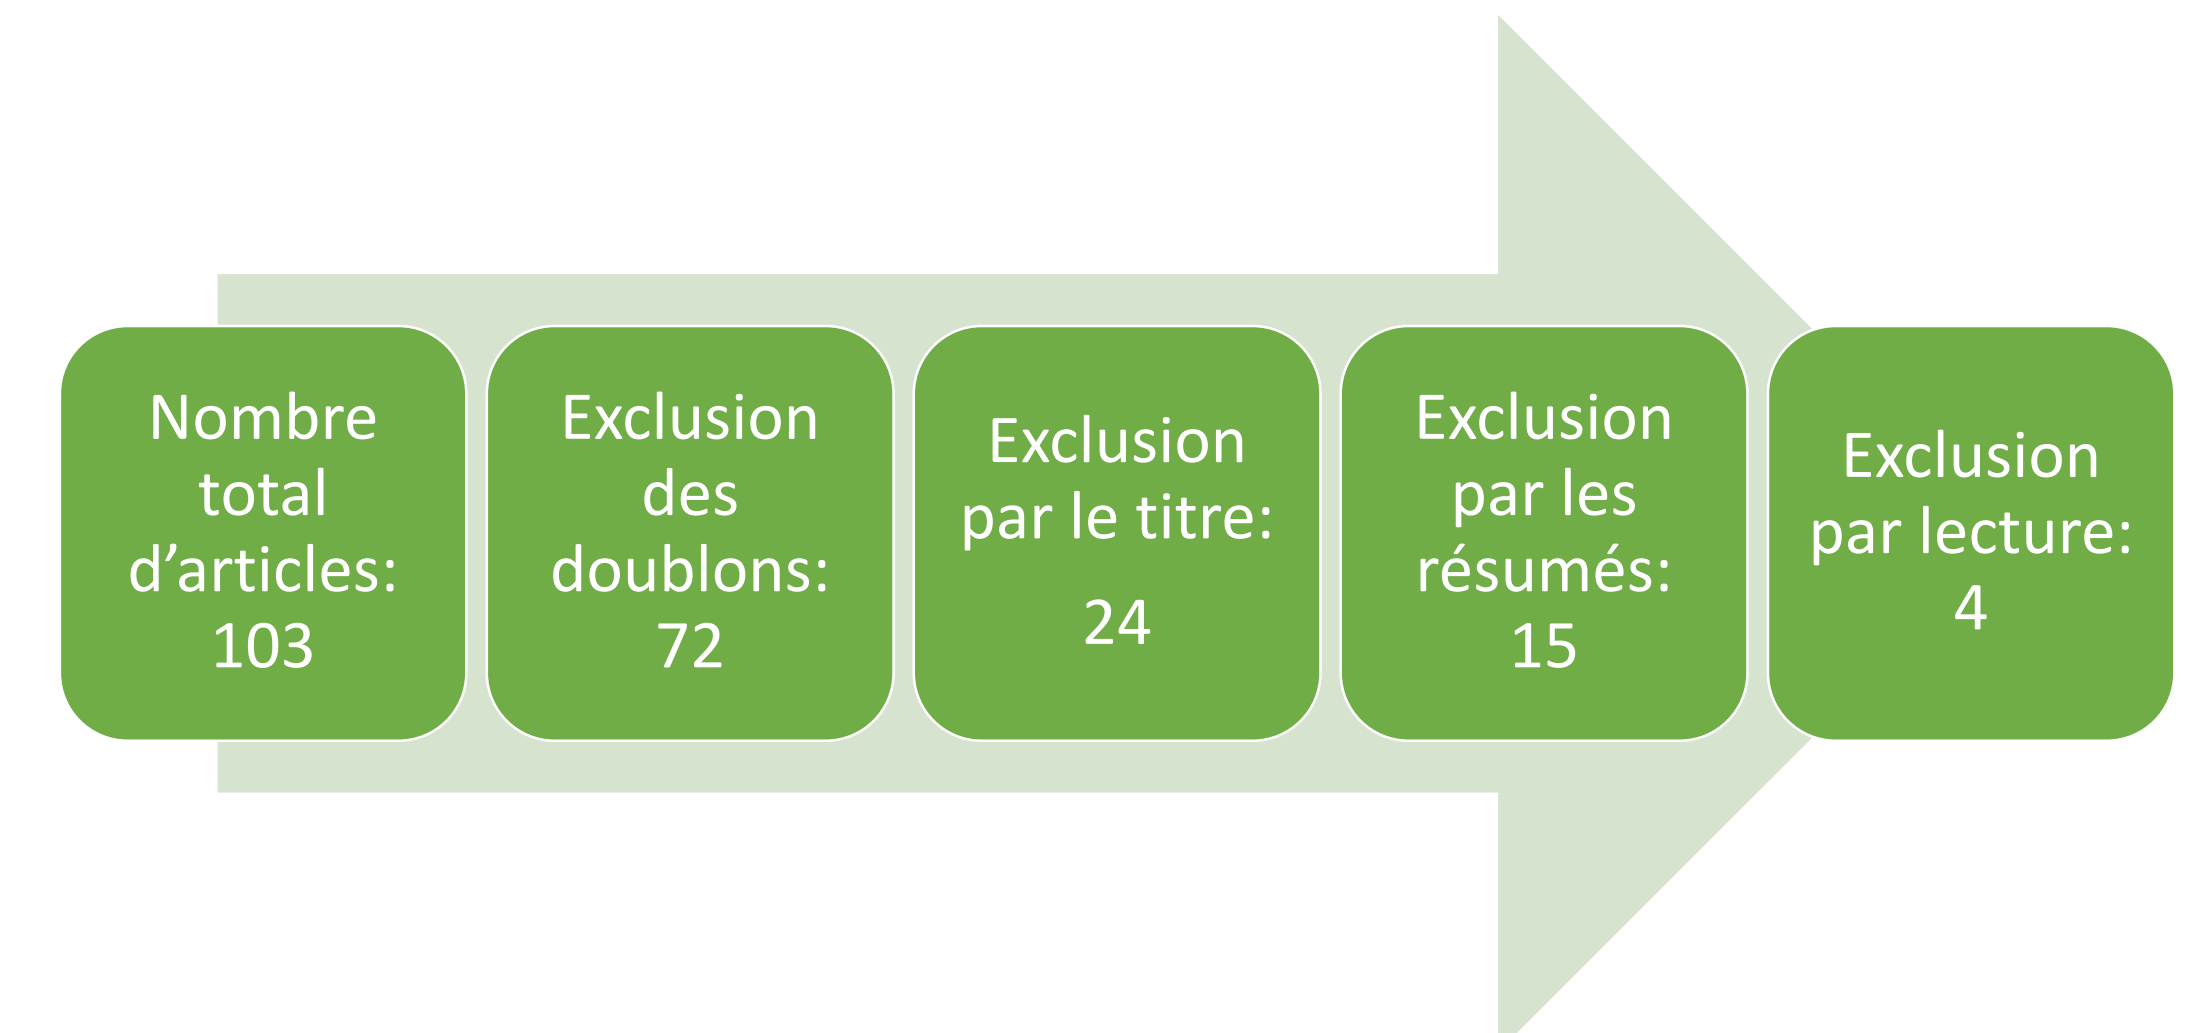 Nombre
total
d’articles:
103
Exclusion
des
doublons:
72
Exclusion
par le titre:
24
Exclusion
par les
résumés:
15
Exclusion
par lecture:
4